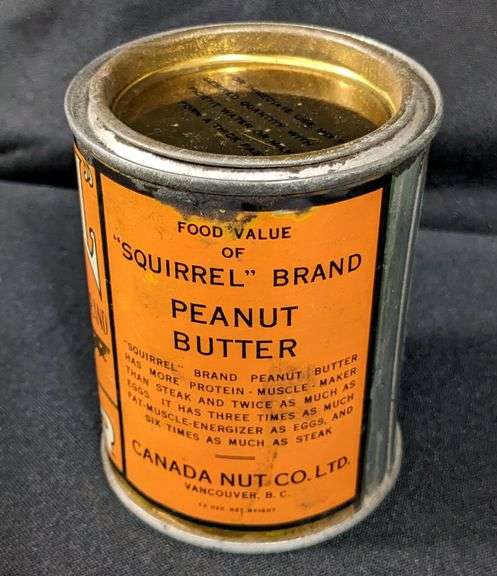 FOOD VALUE
OF
"SQUIRREL" BRAND
PEANUT
BUTTER
"SQUIRREL" BRAND PEANUT BUTTER
HAS MORE PROTEIN - MUSCLE - MAKER
THAN STEAK AND TWICE AS MUCH AS
EGGS. IT HAS THREE TIMES AS MUCH
FAT-MUSCLE-ENERGIZER AS EGGS, AND
SIX TIMES AS MUCH AS STEAK
CANADA NUT CO. LTD.
VANCOUVER, B. C.
NET WEIGHT